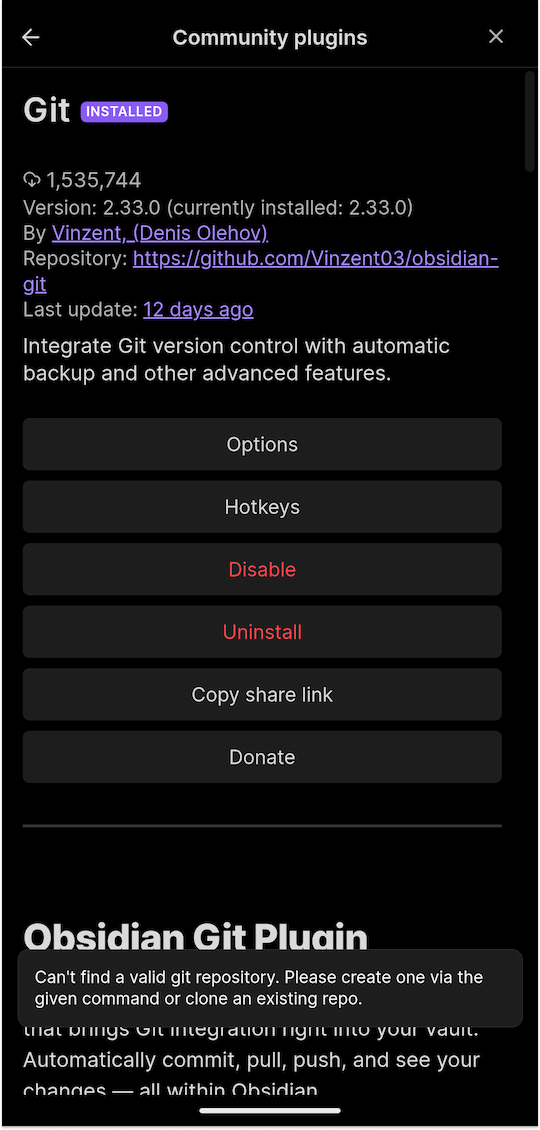 Community plugins
Git INSTALLED
1,535,744
Version: 2.33.0 (currently installed: 2.33.0)
By Vinzent, (Denis Olehov)
Repository: https://github.com/Vinzent03/obsidian-
git
Last update: 12 days ago
Integrate Git version control with automatic
backup and other advanced features.
Options
Hotkeys
Disable
Uninstall
Copy share link
Donate
Obsidian Git Plugin
Can't find a valid git repository. Please create one via the
given command or clone an existing repo.
that brings Git integration right into your vault.
Automatically commit, pull, push, and see your
changes — all within Obsidian